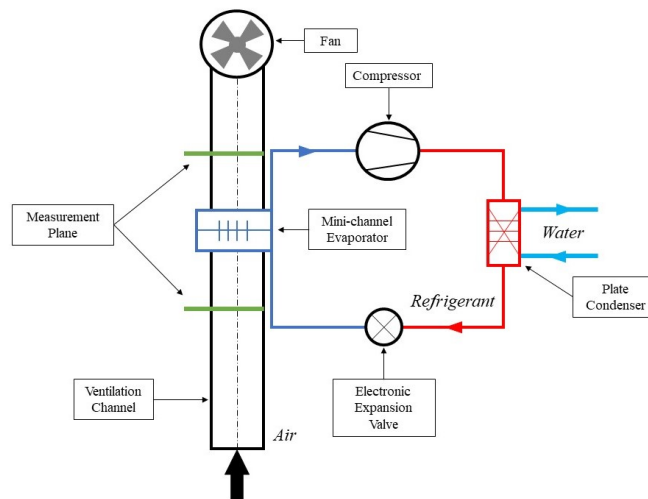 Fan
Compressor
Measurement
Plane
Mini-channel
Evaporator
Water
Plate
Condenser
Refrigerant
Ventilation
Channel
Electronic
Expansion
Valve
Air